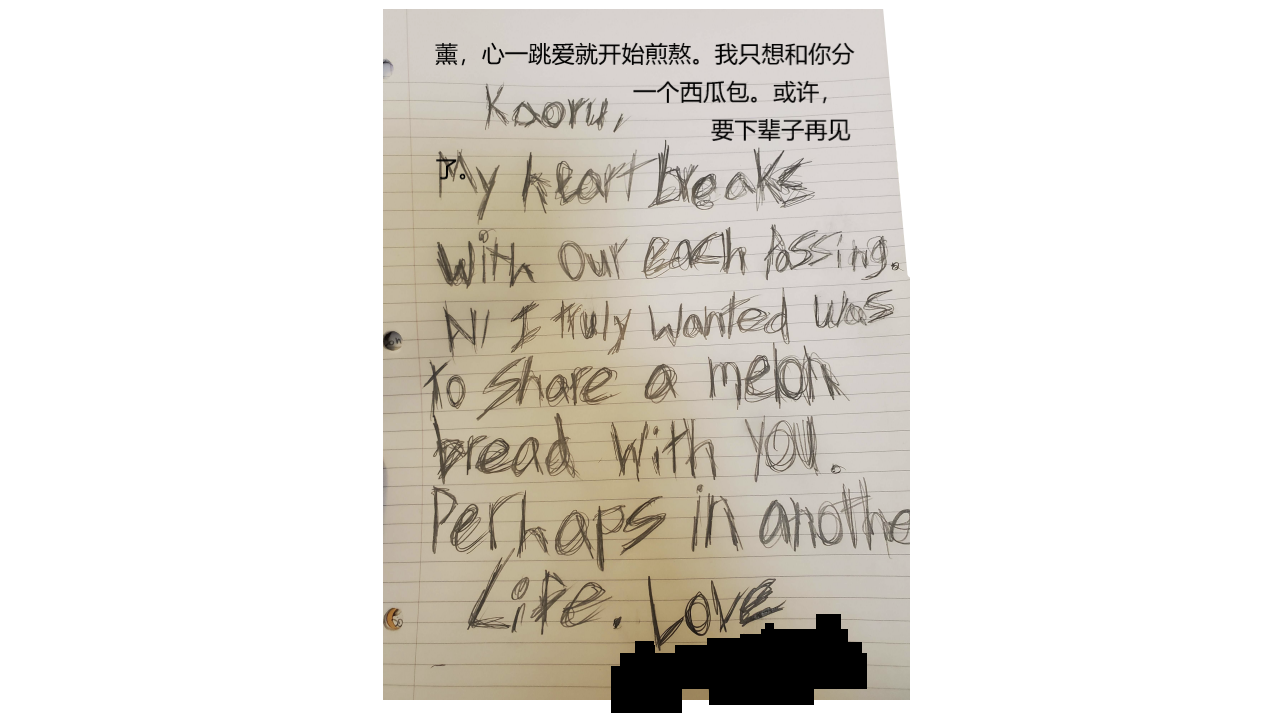 薰，心一跳爱就开始煎熬。我只想和你分
一个西瓜包。或许，
要下辈子再见
了。
Kaoru,
My heart breaks
with our each passing.
All I truly wanted was
to share a melon
bread with you.
Perhaps in anothe
Life. Love